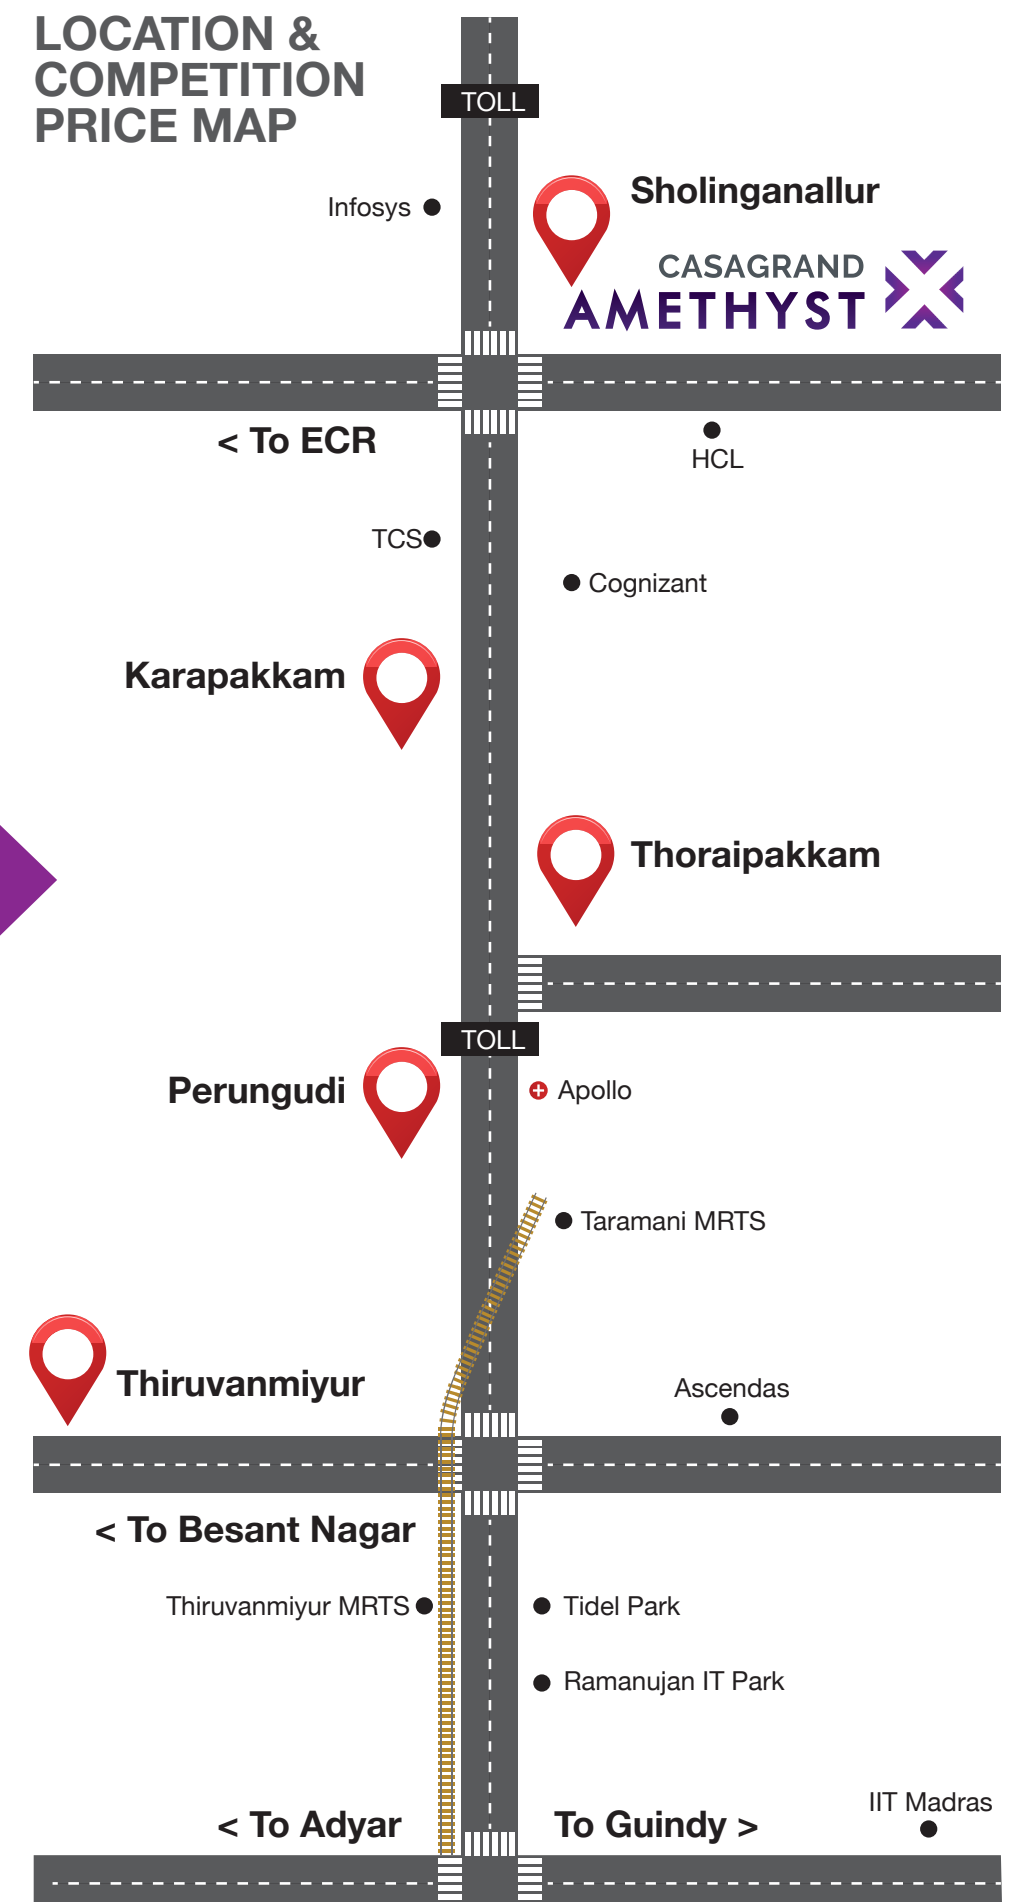 LOCATION &
COMPETITION
PRICE MAP
TOLL
Sholinganallur
Infosys
CASAGRAND
AMETHYST
< To ECR
HCL
TCS
Cognizant
Karapakkam
Thoraipakkam
TOLL
Perungudi
Apollo
Taramani MRTS
Thiruvanmiyur
Ascendas
< To Besant Nagar
Thiruvanmiyur MRTS
Tidel Park
Ramanujan IT Park
IIT Madras
< To Adyar
To Guindy >